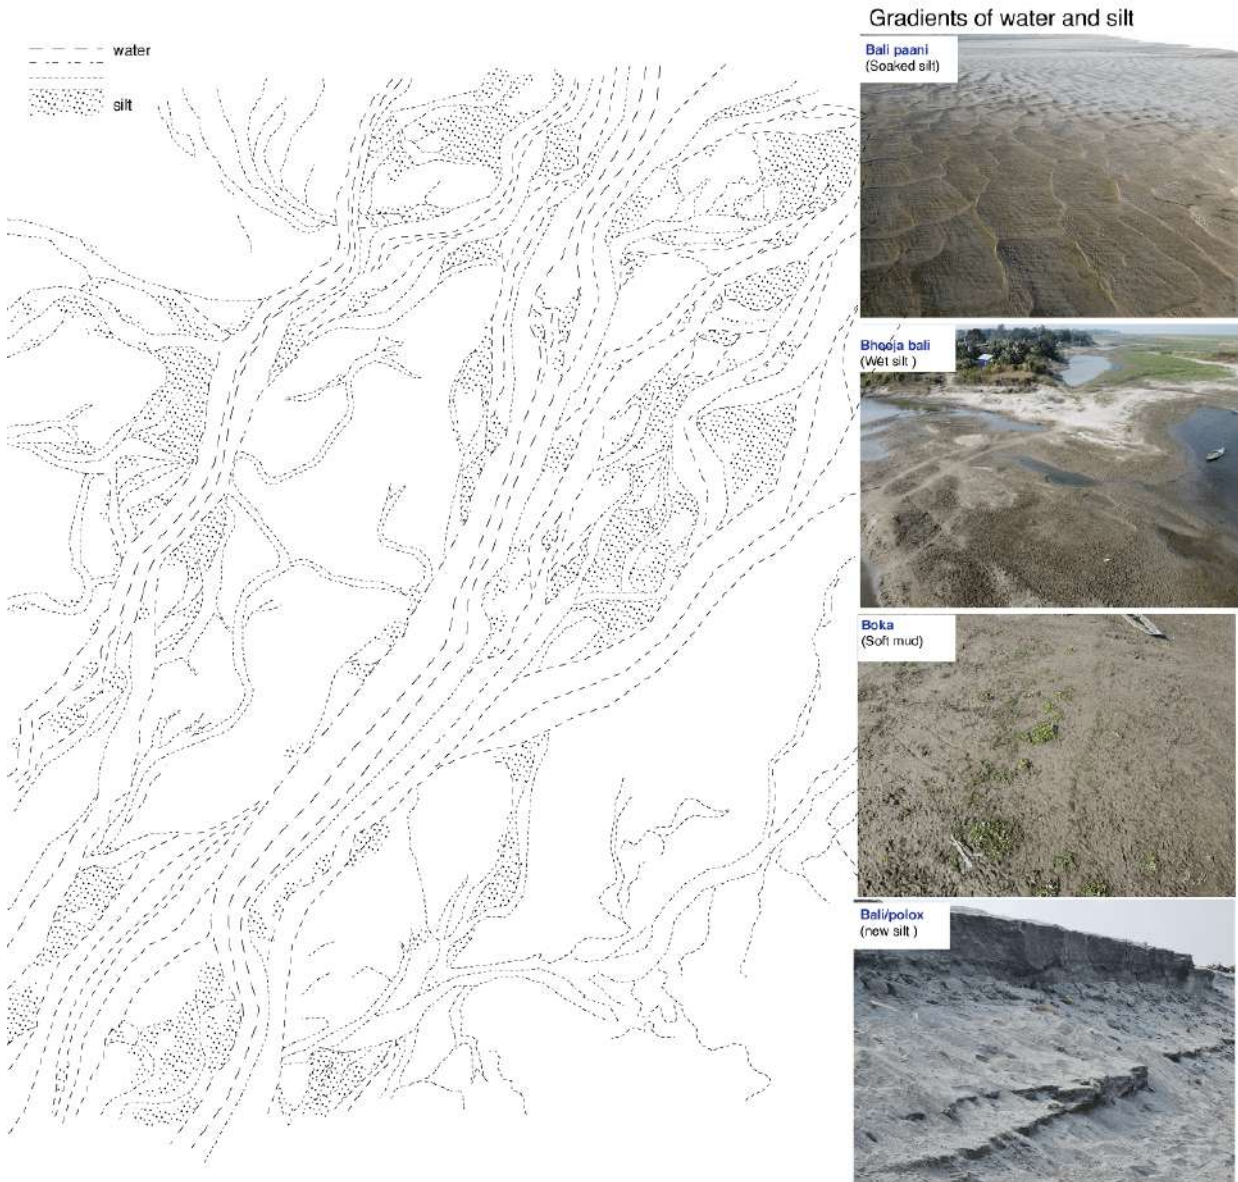 Gradients of water and silt
water
silt
Bali paani
(Soaked silt)
Bheeja bali
(Wet silt )
Boka
(Soft mud)
Bali/polox
(new silt )